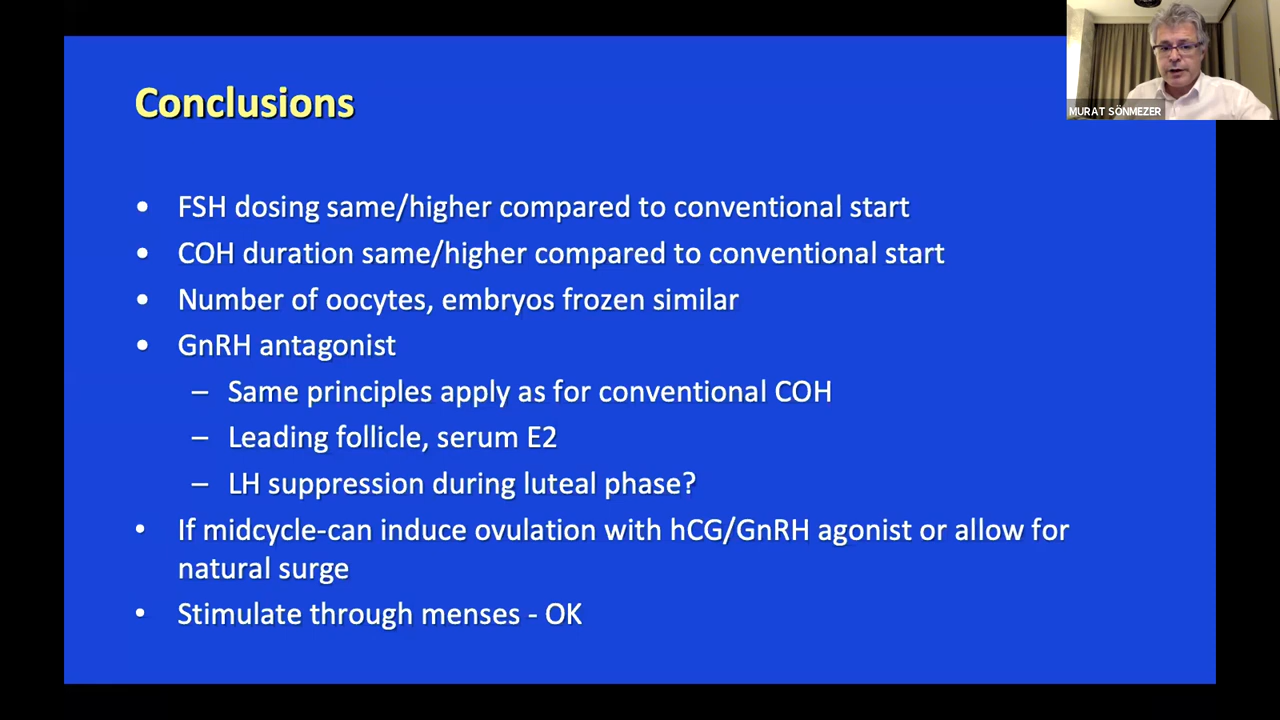 MURAT SÖNMEZER
Conclusions
• FSH dosing same/higher compared to conventional start
• COH duration same/higher compared to conventional start
• Number of oocytes, embryos frozen similar
• GnRH antagonist
– Same principles apply as for conventional COH
– Leading follicle, serum E2
– LH suppression during luteal phase?
• If midcycle-can induce ovulation with hCG/GnRH agonist or allow for
natural surge
• Stimulate through menses - OK